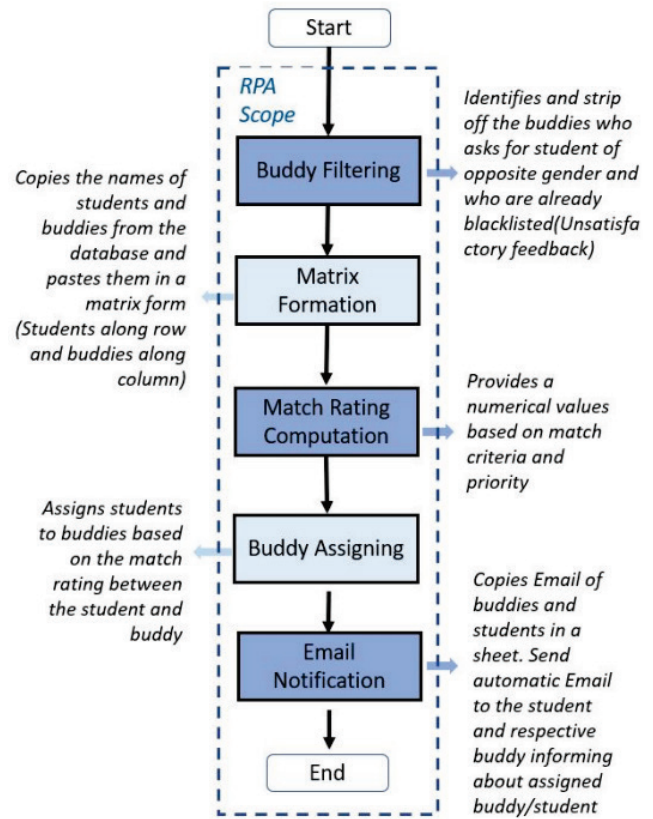 Start
RPA
Scope
Identifies and strip
off the buddies who
asks for student of
opposite gender and
who are already
blacklisted(Unsatisfa
ctory feedback)
Buddy Filtering
Copies the names of
students and
buddies from the
database and
pastes them in a
matrix form
(Students along row
and buddies along
column)
Matrix
Formation
Match Rating
Computation
Provides a
numerical values
based on match
criteria and
priority
Assigns students
to buddies based
on the match
rating between
the student and
buddy
Buddy Assigning
Email
Notification
Copies Email of
buddies and
students in a
sheet. Send
automatic Email
to the student
and respective
buddy informing
about assigned
buddy/student
End